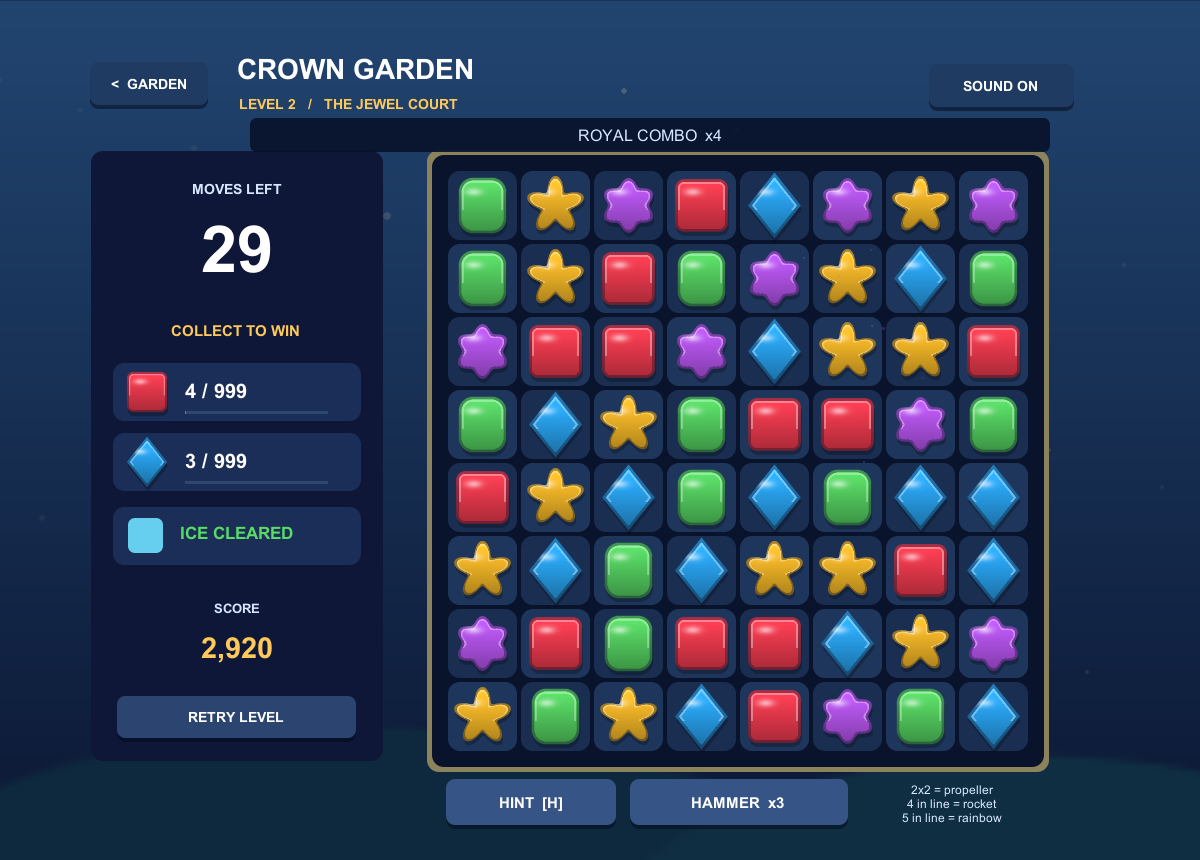 < GARDEN
CROWN GARDEN
LEVEL 2 / THE JEWEL COURT
SOUND ON
ROYAL COMBO x4
MOVES LEFT
29
COLLECT TO WIN
4 / 999
3 / 999
ICE CLEARED
SCORE
2,920
RETRY LEVEL
HINT [H]
HAMMER x3
2x2 = propeller
4 in line = rocket
5 in line = rainbow